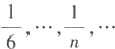 1/6, ⋯, 1/n, ⋯